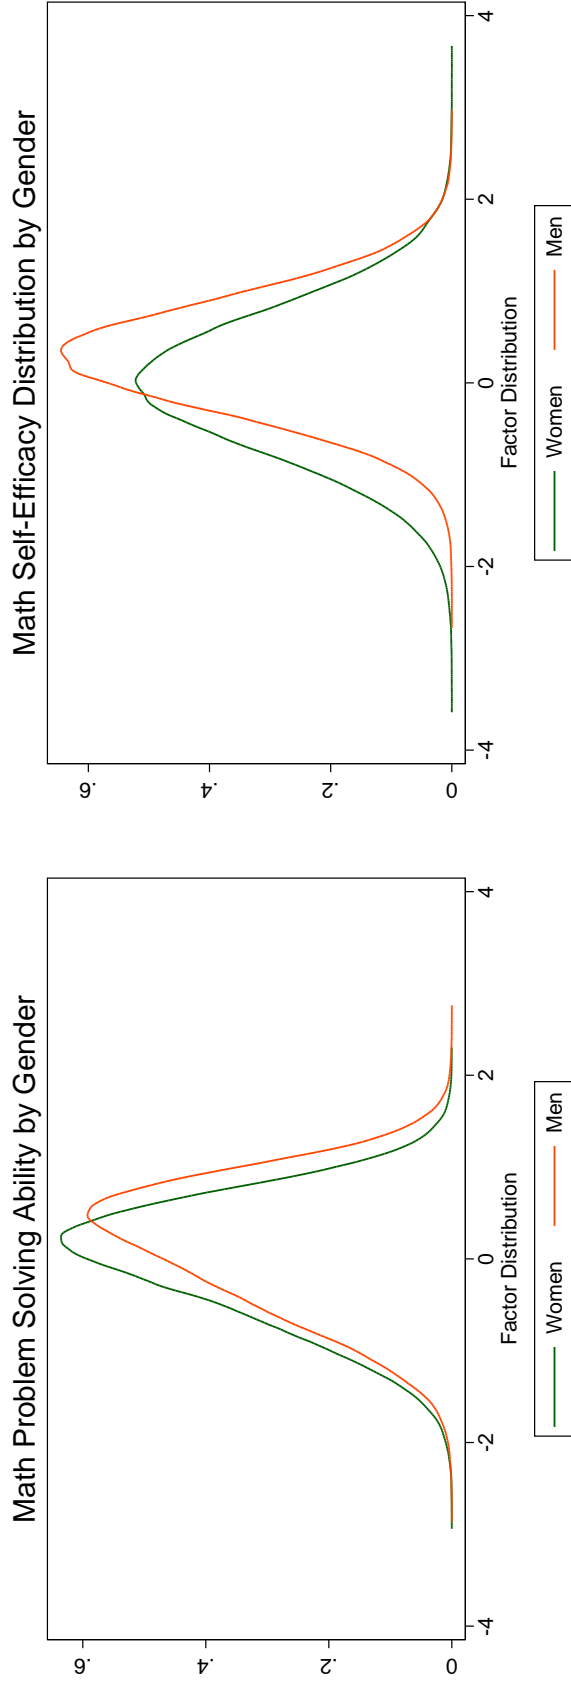 Math Problem Solving Ability by Gender
.6
.4
.2
0
-4
-2
0
2
4
Factor Distribution
Women
Men
Math Self-Efficacy Distribution by Gender
.6
.4
.2
0
-4
-2
0
2
4
Factor Distribution
Women
Men